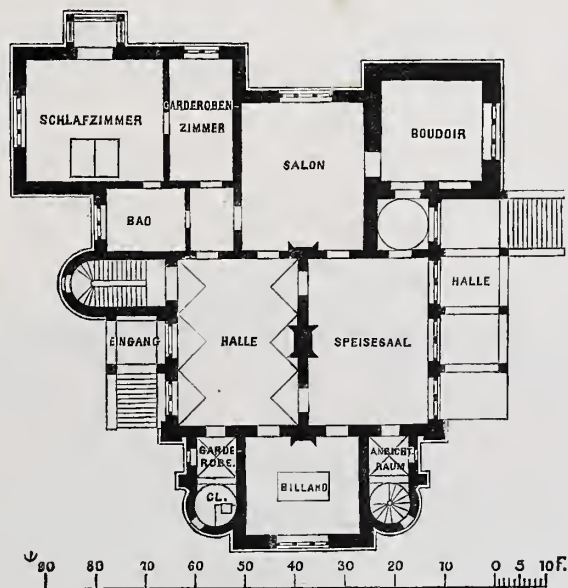 SCHLAFZIMMER
GARDEROBEN-
ZIMMER
SALON
BOUDOIR
BAD
HALLE
EINGANG
HALLE
SPEISESAAL
GARDE
ROBE.
CL.
BILLARD
ANRICHT
RAUM
90 80 70 60 50 40 30 20 10 0 5 10F.